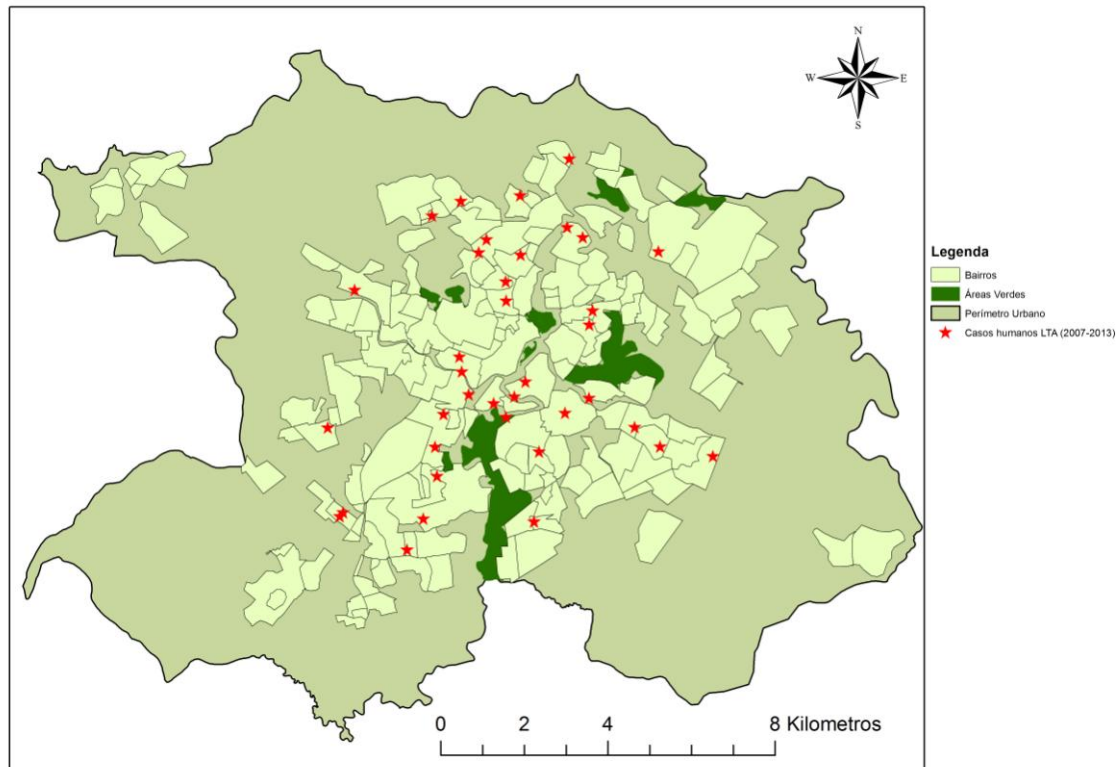 N
W E
S
Legenda
Bairros
Áreas Verdes
Perímetro Urbano
Casos humanos LTA (2007-2013)
0 2 4 8 Kilometros